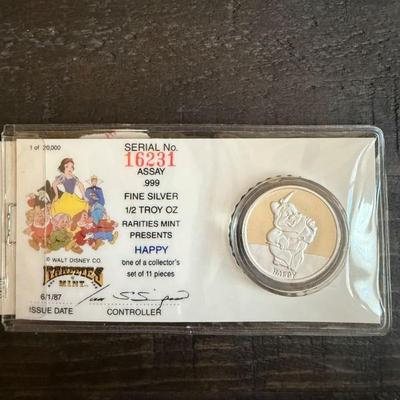 1 of 20,000
SERIAL No.
16231
ASSAY
.999
FINE SILVER
1/2 TROY OZ
RARITIES MINT
PRESENTS
HAPPY
one of a collector's
set of 11 pieces
© WALT DISNEY CO.
RARITIES
MINT
6/1/87
ISSUE DATE
CONTROLLER
HAPPY